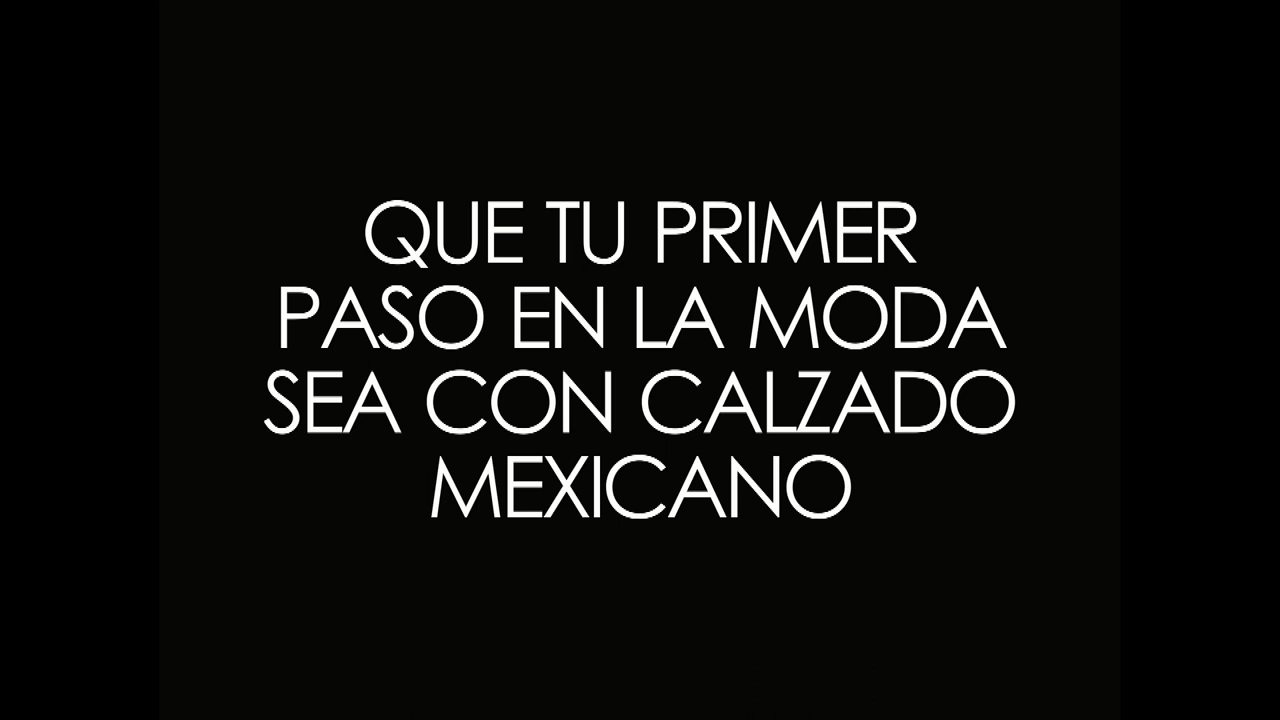 QUE TU PRIMER
PASO EN LA MODA
SEA CON CALZADO
MEXICANO